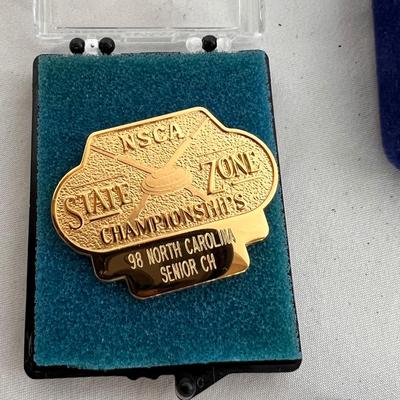 NSCA
STATE ZONE
CHAMPIONSHIPS
98 NORTH CAROLINA
SENIOR CH